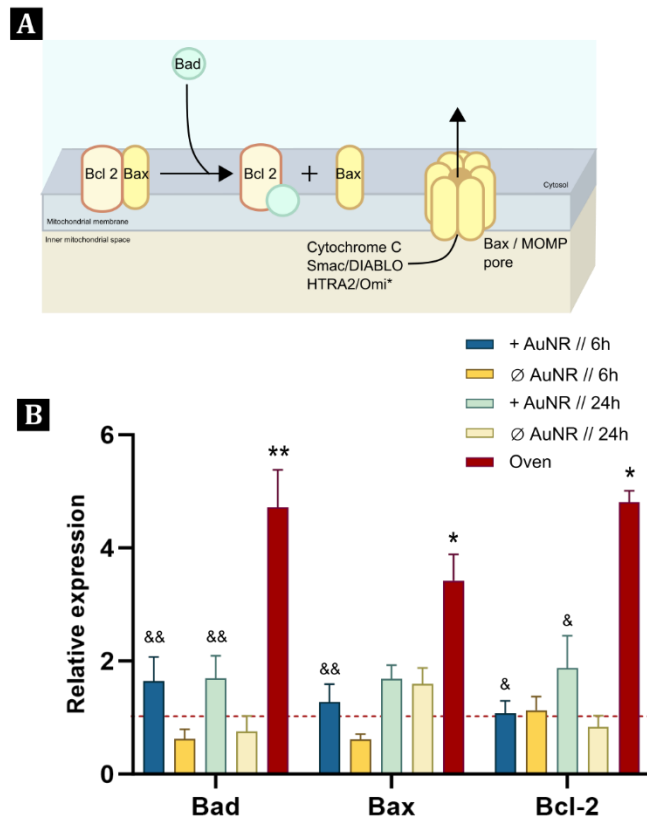 A
Bad
Bcl 2
Bax
Bcl 2
+
Bax
Cytosol
Mitochondrial membrane
Inner mitochondrial space
Cytochrome C
Smac/DIABLO
HTRA2/Omi*
Bax / MOMP
pore
+ AuNR // 6h
∅ AuNR // 6h
+ AuNR // 24h
∅ AuNR // 24h
Oven
B
Relative expression
6
4
2
0
&&
&&
**
&&
*
&
&
*
Bad
Bax
Bcl-2